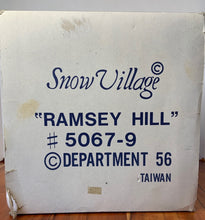 Snow Village©
"RAMSEY HILL"
# 5067-9
©DEPARTMENT 56
TAIWAN